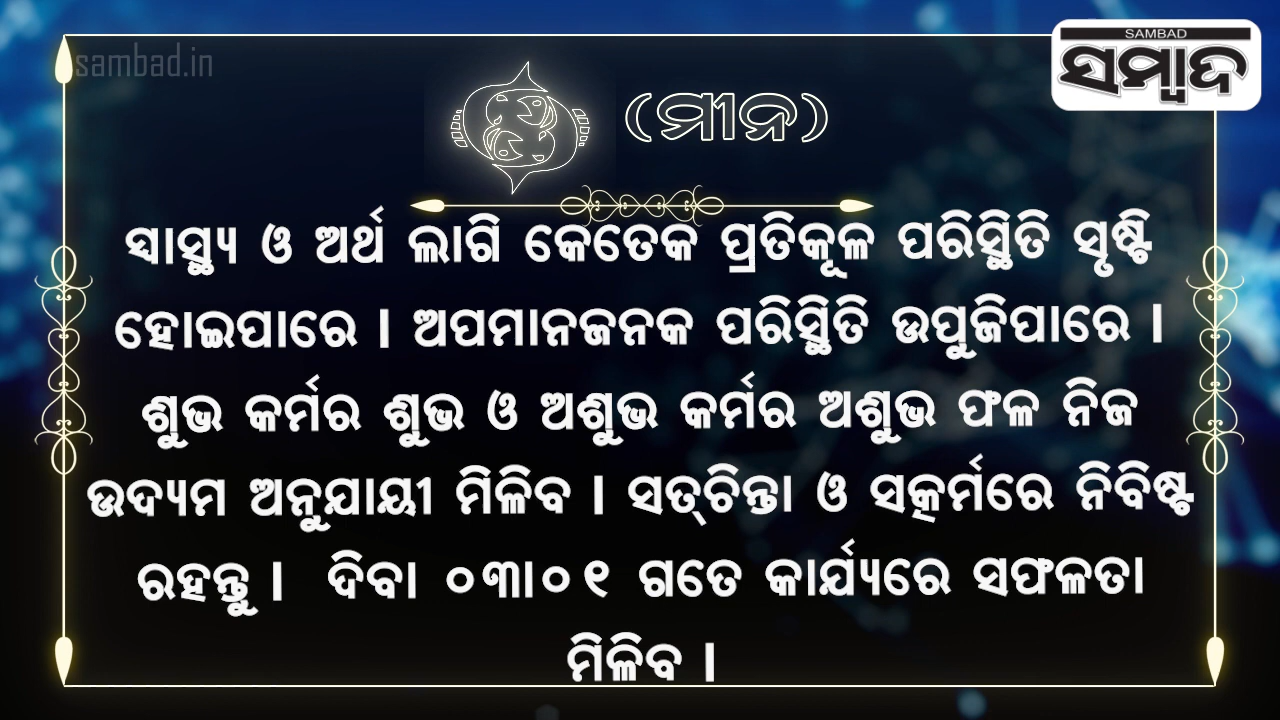 sambad.in
SAMBAD
ସମ୍ବାଦ
(ମୀନ)
ସ୍ୱାସ୍ଥ୍ୟ ଓ ଅର୍ଥ ଲାଗି କେତେକ ପ୍ରତିକୂଳ ପରିସ୍ଥିତି ସୃଷ୍ଟି
ହୋଇପାରେ । ଅପମାନଜନକ ପରିସ୍ଥିତି ଉପୁଜିପାରେ ।
ଶୁଭ କର୍ମର ଶୁଭ ଓ ଅଶୁଭ କର୍ମର ଅଶୁଭ ଫଳ ନିଜ
ଉଦ୍ୟମ ଅନୁଯାୟୀ ମିଳିବ । ସତ୍‌ଚିନ୍ତା ଓ ସତ୍କର୍ମରେ ନିବିଷ୍ଟ
ରହନ୍ତୁ । ଦିବା ୦୩ା୦୧ ଗତେ କାର୍ଯ୍ୟରେ ସଫଳତା
ମିଳିବ ।